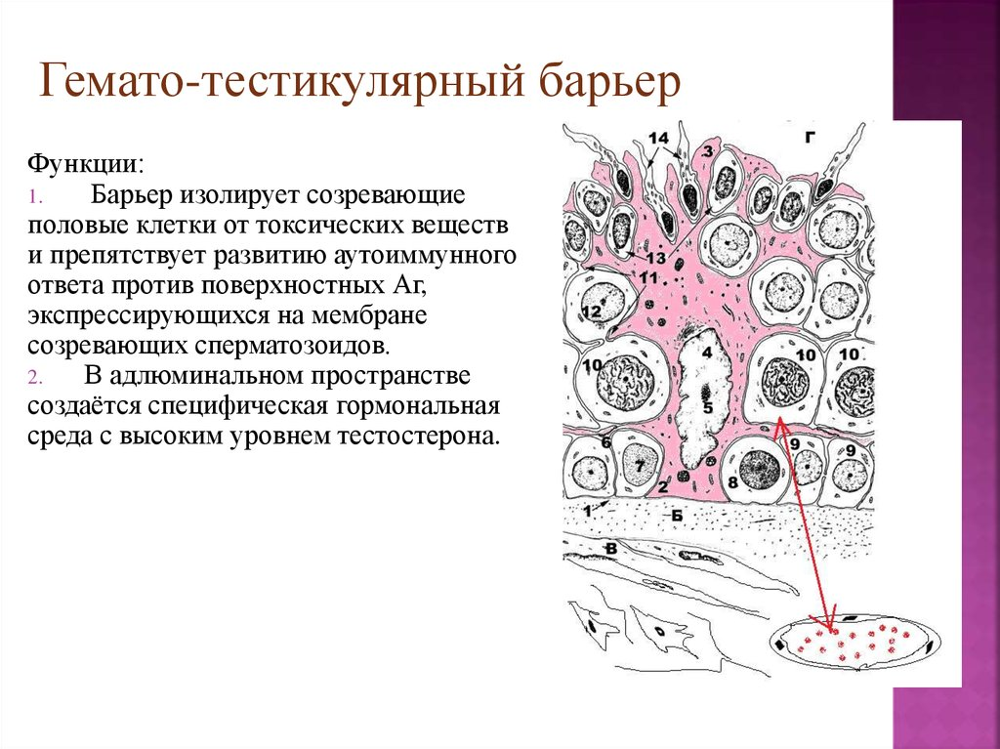 Гемато-тестикулярный барьер
Функции:
1. Барьер изолирует созревающие
половые клетки от токсических веществ
и препятствует развитию аутоиммунного
ответа против поверхностных Аг,
экспрессирующихся на мембране
созревающих сперматозоидов.
2. В адлюминальном пространстве
создаётся специфическая гормональная
среда с высоким уровнем тестостерона.
14
Г
3
13
11
12
4
10
10
10
5
6
9
9
7
2
8
1
Б
В